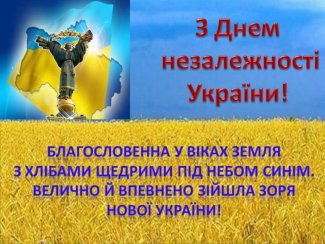 З Днем
незалежності
України!
БЛАГОСЛОВЕННА У ВІКАХ ЗЕМЛЯ
З ХЛІБАМИ ЩЕДРИМИ ПІД НЕБОМ СИНІМ.
ВЕЛИЧНО Й ВПЕВНЕНО ЗІЙШЛА ЗОРЯ
НОВОЇ УКРАЇНИ!